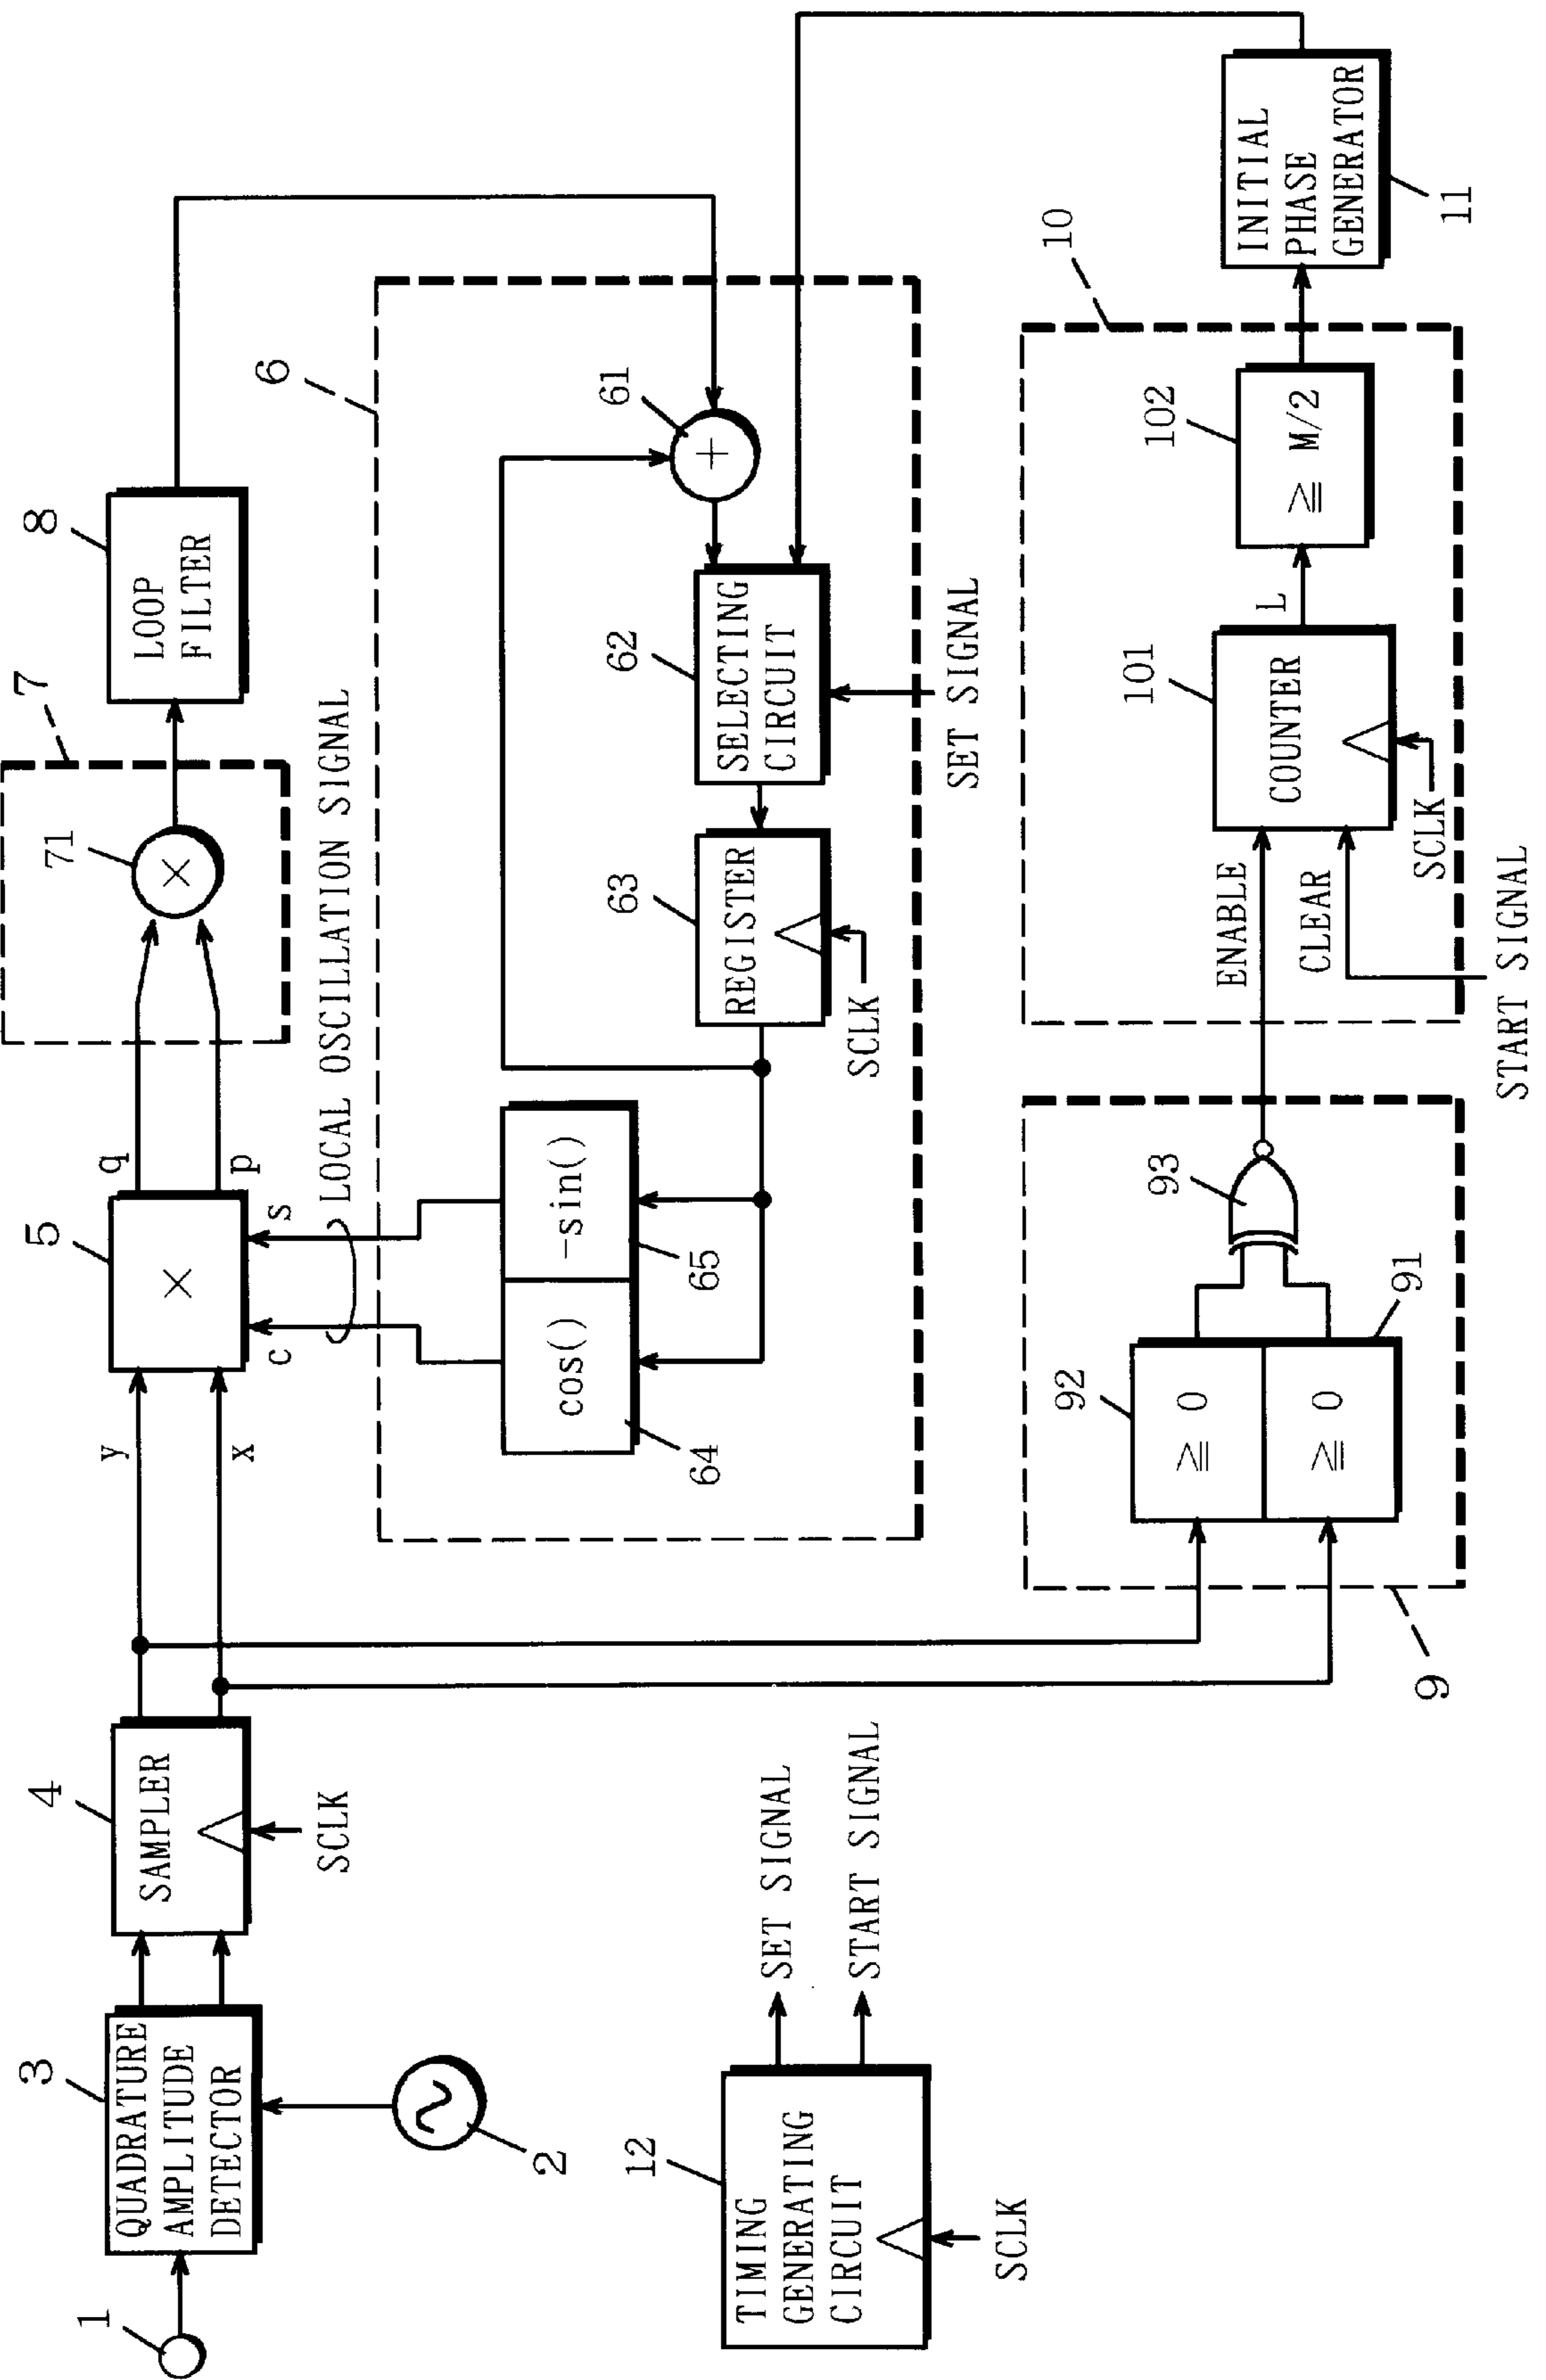 1
2
3
QUADRATURE
AMPLITUDE
DETECTOR
4
SAMPLER
SCLK
y
x
5
×
c
s
q
p
LOCAL OSCILLATION SIGNAL
7
71
×
8
LOOP
FILTER
6
64
cos()
65
-sin()
63
REGISTER
SCLK
62
SELECTING
CIRCUIT
SET SIGNAL
61
+
12
TIMING
GENERATING
CIRCUIT
SCLK
SET SIGNAL
START SIGNAL
9
92
≧ 0
91
≧ 0
93
ENABLE
CLEAR
START SIGNAL
10
101
COUNTER
SCLK
L
102
≧ M/2
11
INITIAL
PHASE
GENERATOR